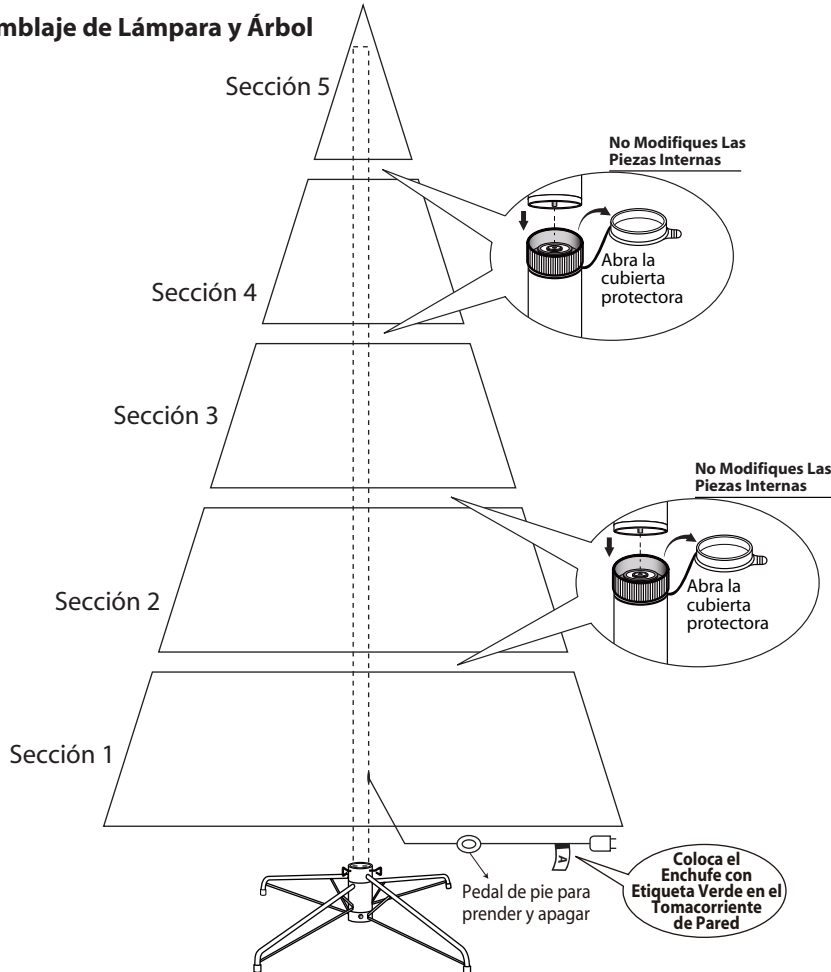 mblaje de Lámpara y Árbol
Sección 5
No Modifiques Las
Piezas Internas
Abra la
cubierta
protectora
Sección 4
Sección 3
No Modifiques Las
Piezas Internas
Abra la
cubierta
protectora
Sección 2
Sección 1
A
Pedal de pie para
prender y apagar
Coloca el
Enchufe con
Etiqueta Verde en el
Tomacorriente
de Pared